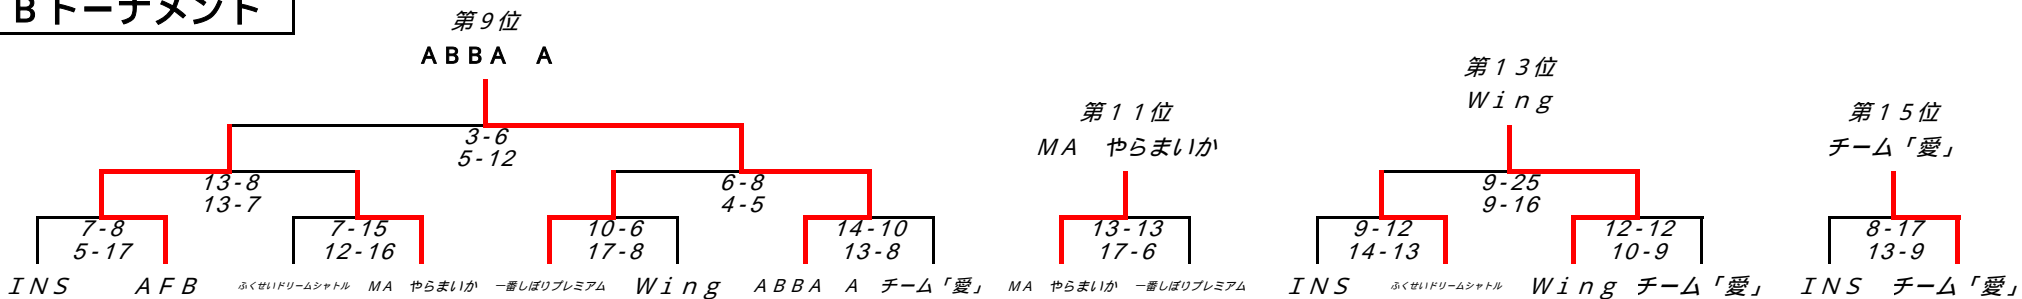 Bトーナメント
第9位
ABBA A
第13位
Wing
第11位
MA やらまいか
第15位
チーム「愛」
3-6
5-12
13-8
13-7
6-8
4-5
9-25
9-16
7-8
5-17
7-15
12-16
10-6
17-8
14-10
13-8
13-13
17-6
9-12
14-13
12-12
10-9
8-17
13-9
INS AFB ふくせいドリームシャトル MA やらまいか 一番しぼりプレミアム Wing ABBA A チーム「愛」 MA やらまいか 一番しぼりプレミアム INS ふくせいドリームシャトル Wing チーム「愛」 INS チーム「愛」